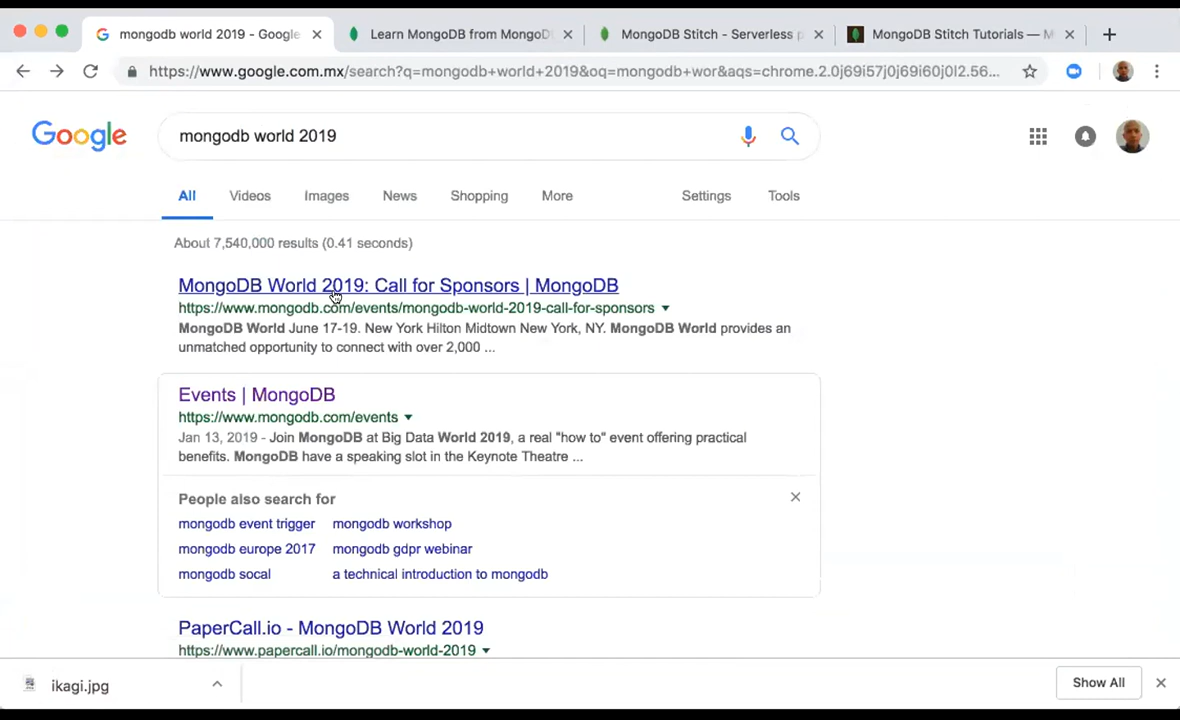 mongodb world 2019 - Google
Learn MongoDB from MongoD
MongoDB Stitch - Serverless p
MongoDB Stitch Tutorials — M
https://www.google.com.mx/search?q=mongodb+world+2019&oq=mongodb+wor&aqs=chrome.2.0j69i57j0j69i60j0l2.56...
Google
mongodb world 2019
All Videos Images News Shopping More Settings Tools
About 7,540,000 results (0.41 seconds)
MongoDB World 2019: Call for Sponsors | MongoDB
https://www.mongodb.com/events/mongodb-world-2019-call-for-sponsors
MongoDB World June 17-19. New York Hilton Midtown New York, NY. MongoDB World provides an
unmatched opportunity to connect with over 2,000 ...
Events | MongoDB
https://www.mongodb.com/events
Jan 13, 2019 - Join MongoDB at Big Data World 2019, a real "how to" event offering practical
benefits. MongoDB have a speaking slot in the Keynote Theatre ...
People also search for
mongodb event trigger mongodb workshop
mongodb europe 2017 mongodb gdpr webinar
mongodb socal a technical introduction to mongodb
PaperCall.io - MongoDB World 2019
https://www.papercall.io/mongodb-world-2019
ikagi.jpg
Show All